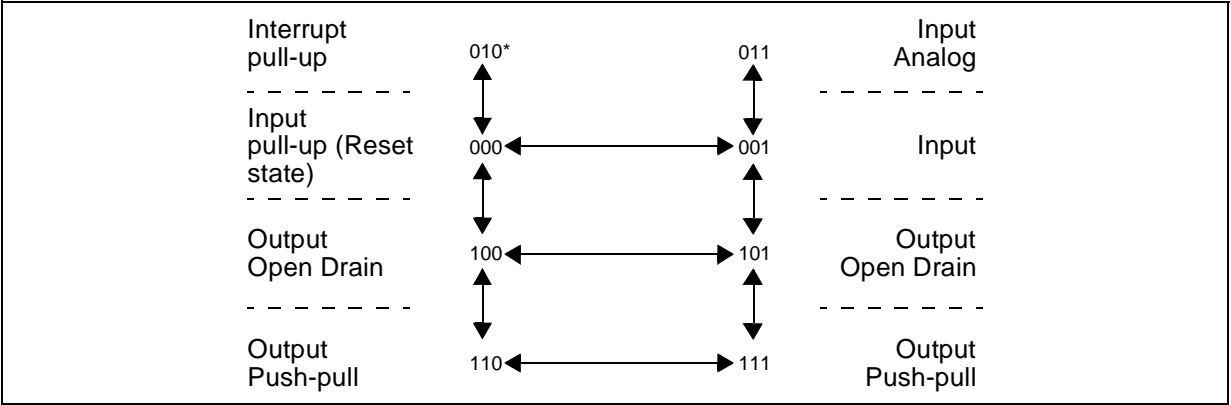 Interrupt
pull-up
010*
011
Input
Analog
Input
pull-up (Reset
state)
000
001
Input
Output
Open Drain
100
101
Output
Open Drain
Output
Push-pull
110
111
Output
Push-pull